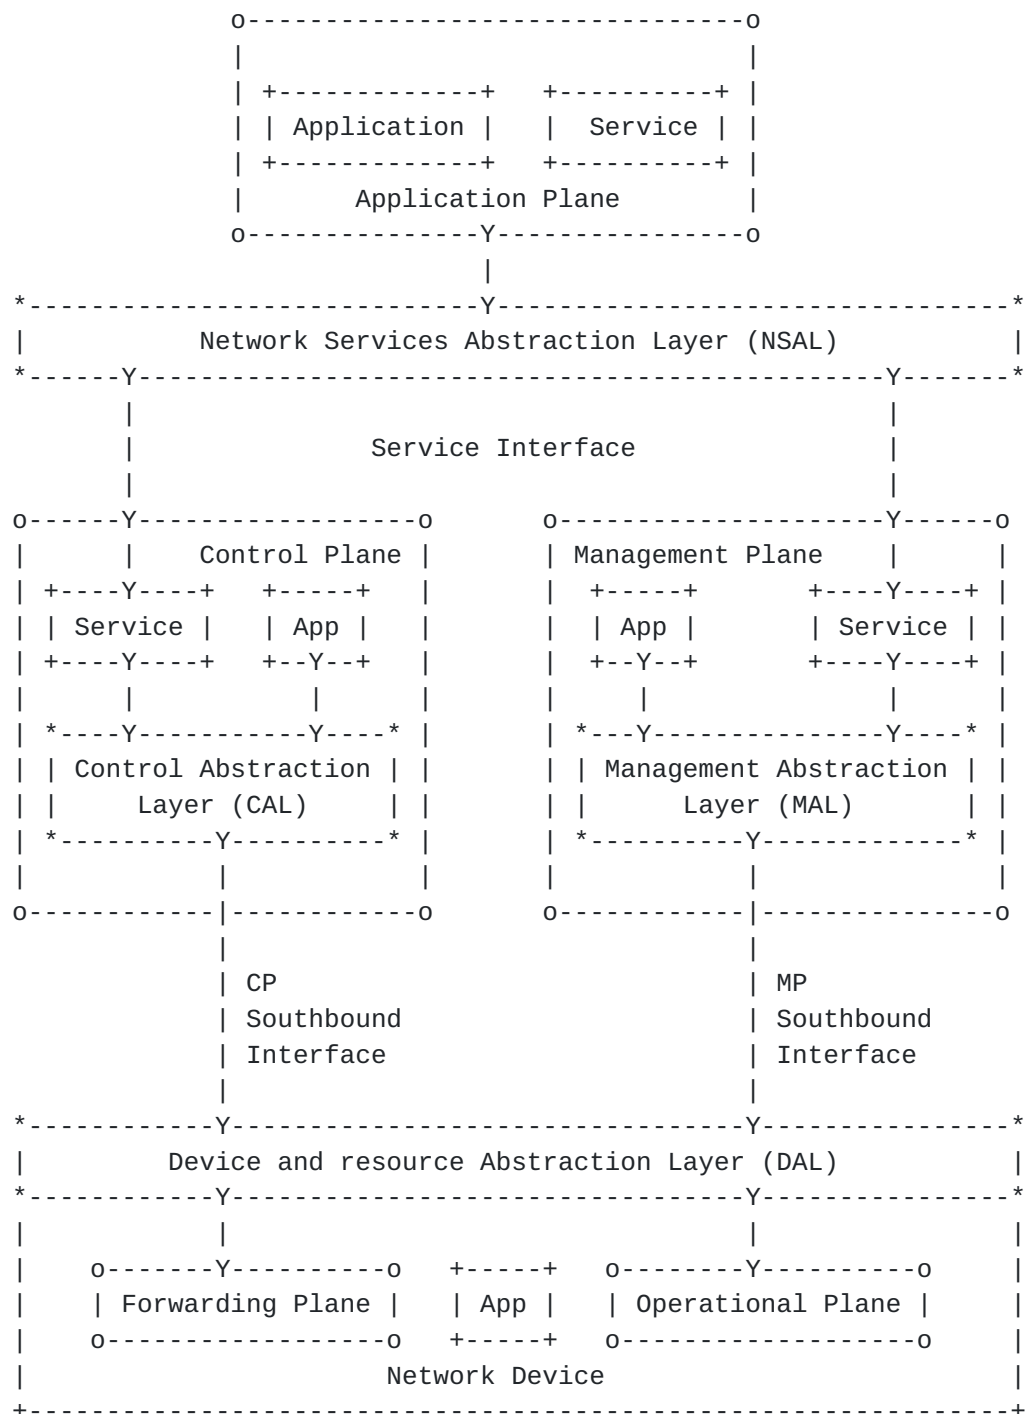 Application Service
Application Plane
Network Services Abstraction Layer (NSAL)
Service Interface
Control Plane Management Plane
Service App App Service
Control Abstraction Management Abstraction
Layer (CAL) Layer (MAL)
CP MP
Southbound Southbound
Interface Interface
Device and resource Abstraction Layer (DAL)
Forwarding Plane App Operational Plane
Network Device